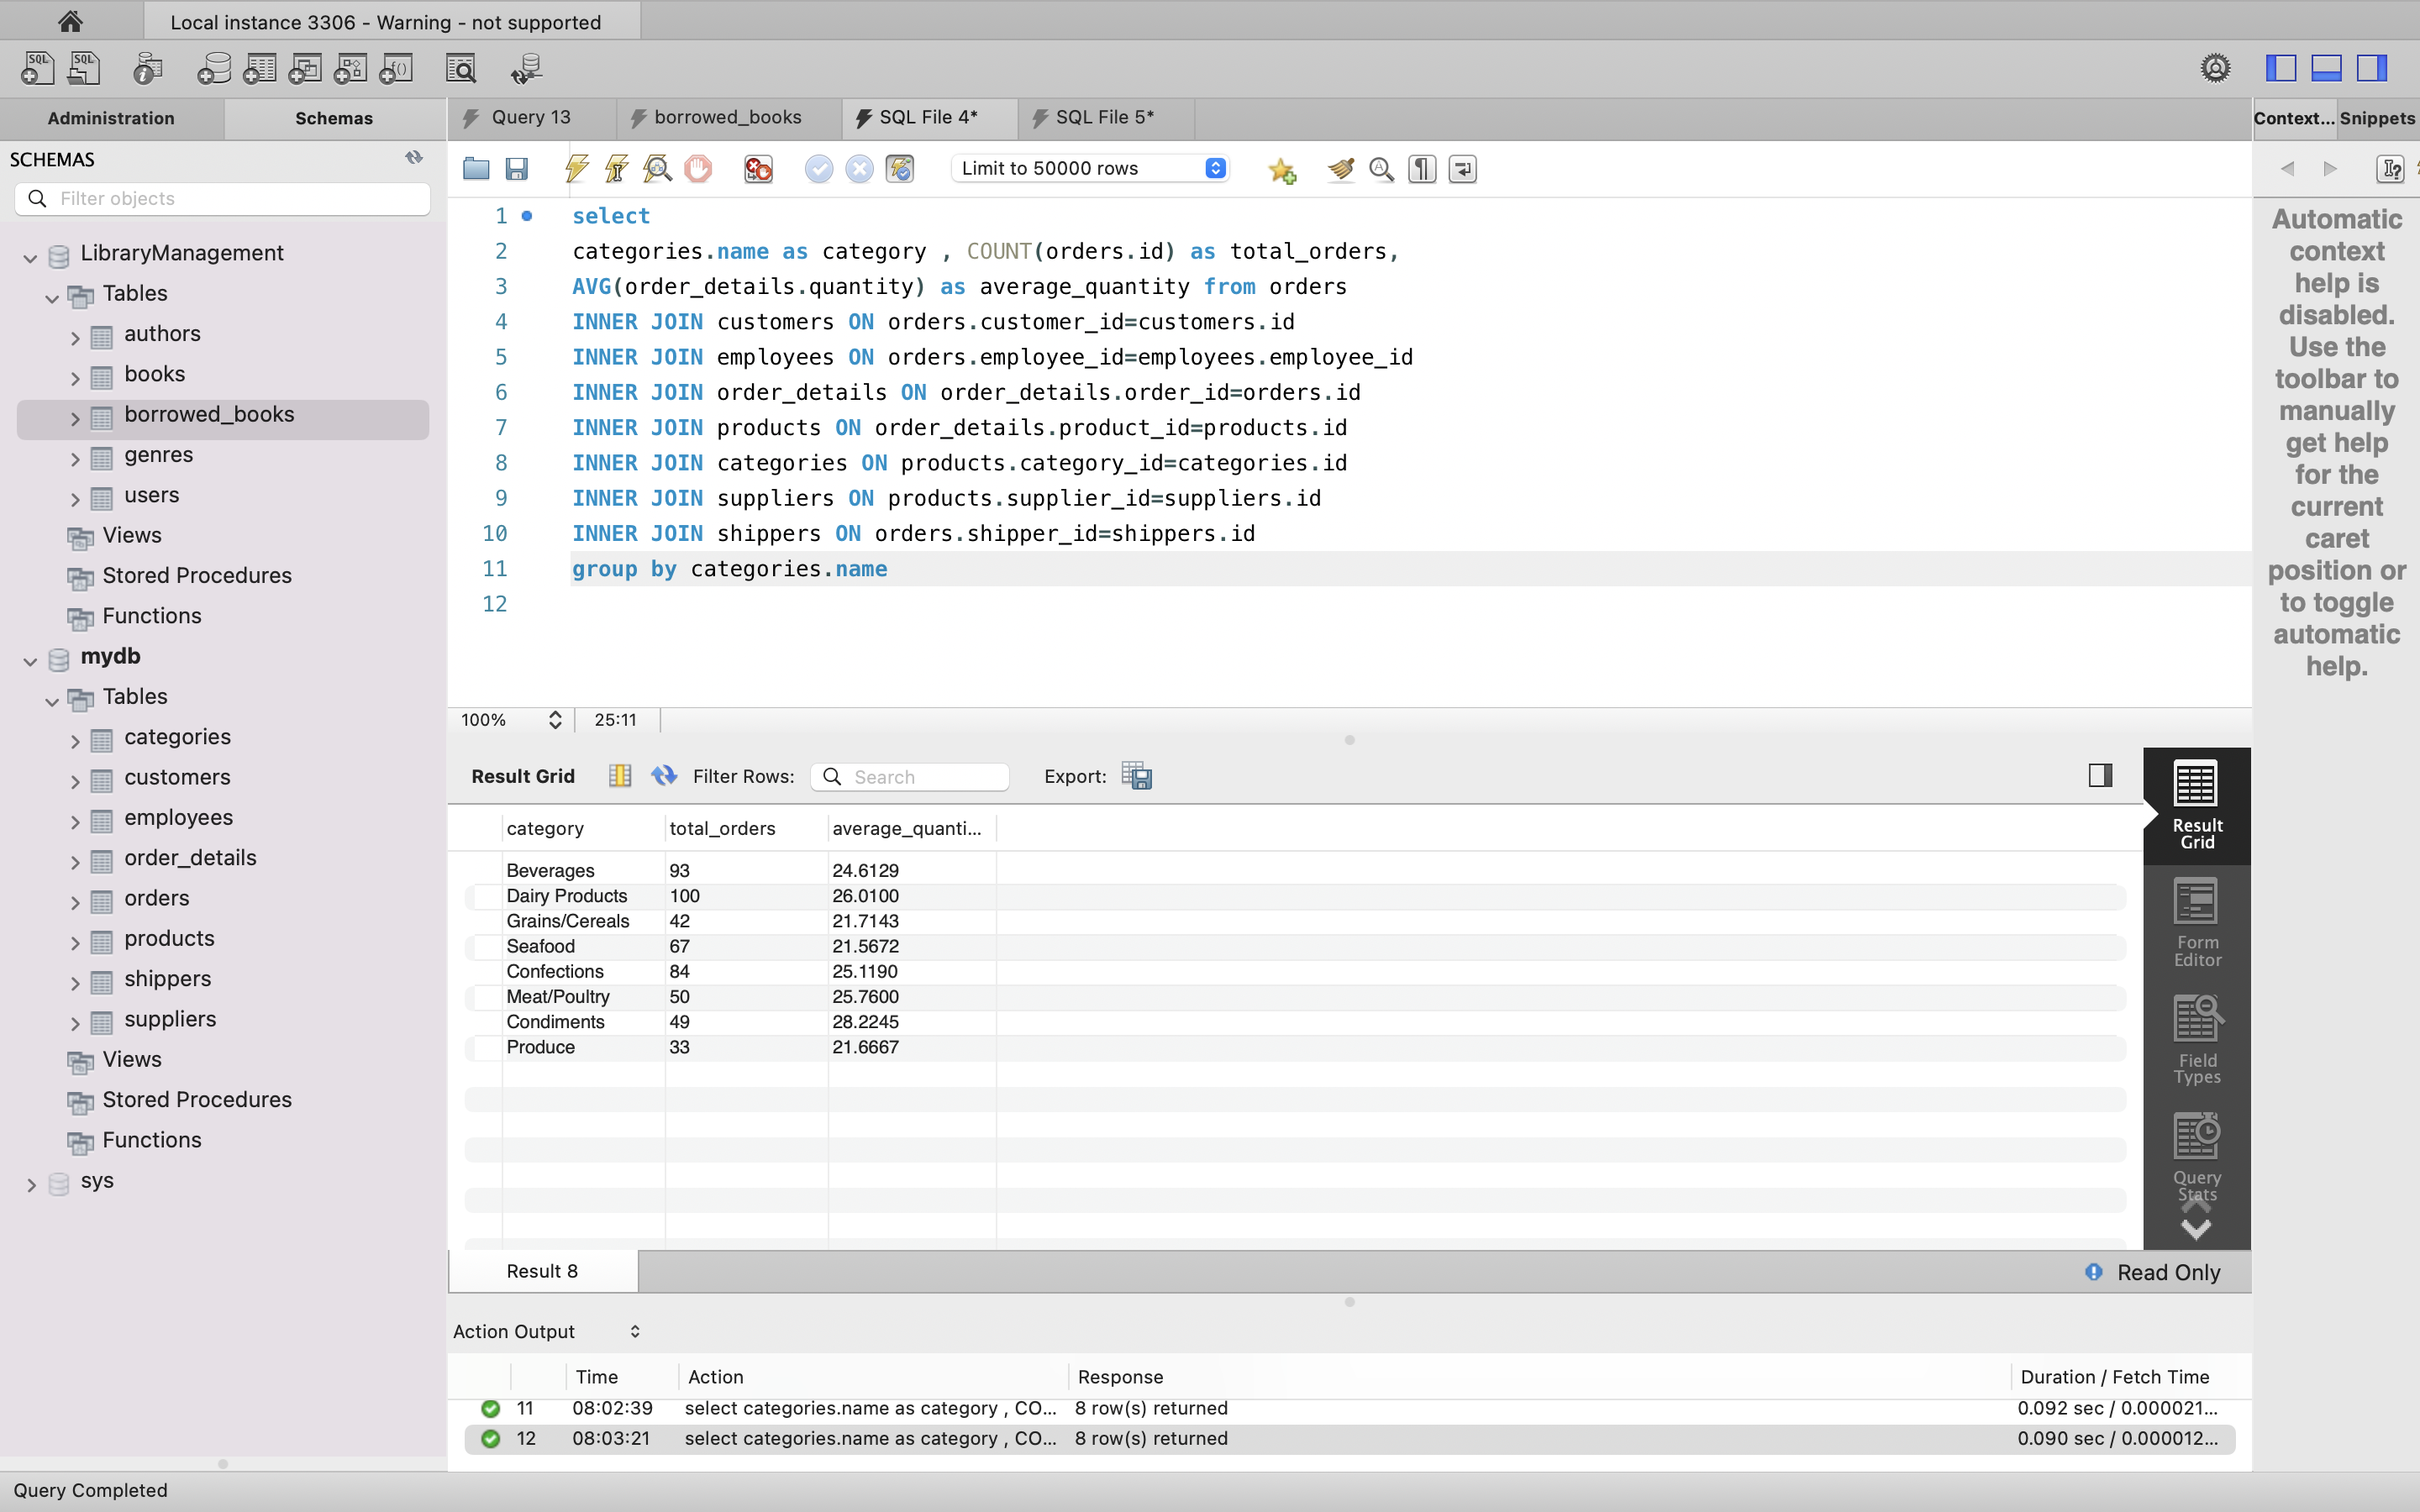 Local instance 3306 - Warning - not supported
SQL SQL
Administration Schemas
SCHEMAS
Filter objects
LibraryManagement
Tables
authors
books
borrowed_books
genres
users
Views
Stored Procedures
Functions
mydb
Tables
categories
customers
employees
order_details
orders
products
shippers
suppliers
Views
Stored Procedures
Functions
sys
Query 13 borrowed_books SQL File 4* SQL File 5*
Limit to 50000 rows
1 select
2 categories.name as category , COUNT(orders.id) as total_orders,
3 AVG(order_details.quantity) as average_quantity from orders
4 INNER JOIN customers ON orders.customer_id=customers.id
5 INNER JOIN employees ON orders.employee_id=employees.employee_id
6 INNER JOIN order_details ON order_details.order_id=orders.id
7 INNER JOIN products ON order_details.product_id=products.id
8 INNER JOIN categories ON products.category_id=categories.id
9 INNER JOIN suppliers ON products.supplier_id=suppliers.id
10 INNER JOIN shippers ON orders.shipper_id=shippers.id
11 group by categories.name
12
100% 25:11
Result Grid Filter Rows: Search Export:
category total_orders average_quanti...
Beverages 93 24.6129
Dairy Products 100 26.0100
Grains/Cereals 42 21.7143
Seafood 67 21.5672
Confections 84 25.1190
Meat/Poultry 50 25.7600
Condiments 49 28.2245
Produce 33 21.6667
Result
Grid
Form
Editor
Field
Types
Query
Stats
Result 8 Read Only
Action Output
Time Action Response Duration / Fetch Time
11 08:02:39 select categories.name as category , CO... 8 row(s) returned 0.092 sec / 0.000021...
12 08:03:21 select categories.name as category , CO... 8 row(s) returned 0.090 sec / 0.000012...
Query Completed
Context... Snippets
Automatic
context
help is
disabled.
Use the
toolbar to
manually
get help
for the
current
caret
position or
to toggle
automatic
help.